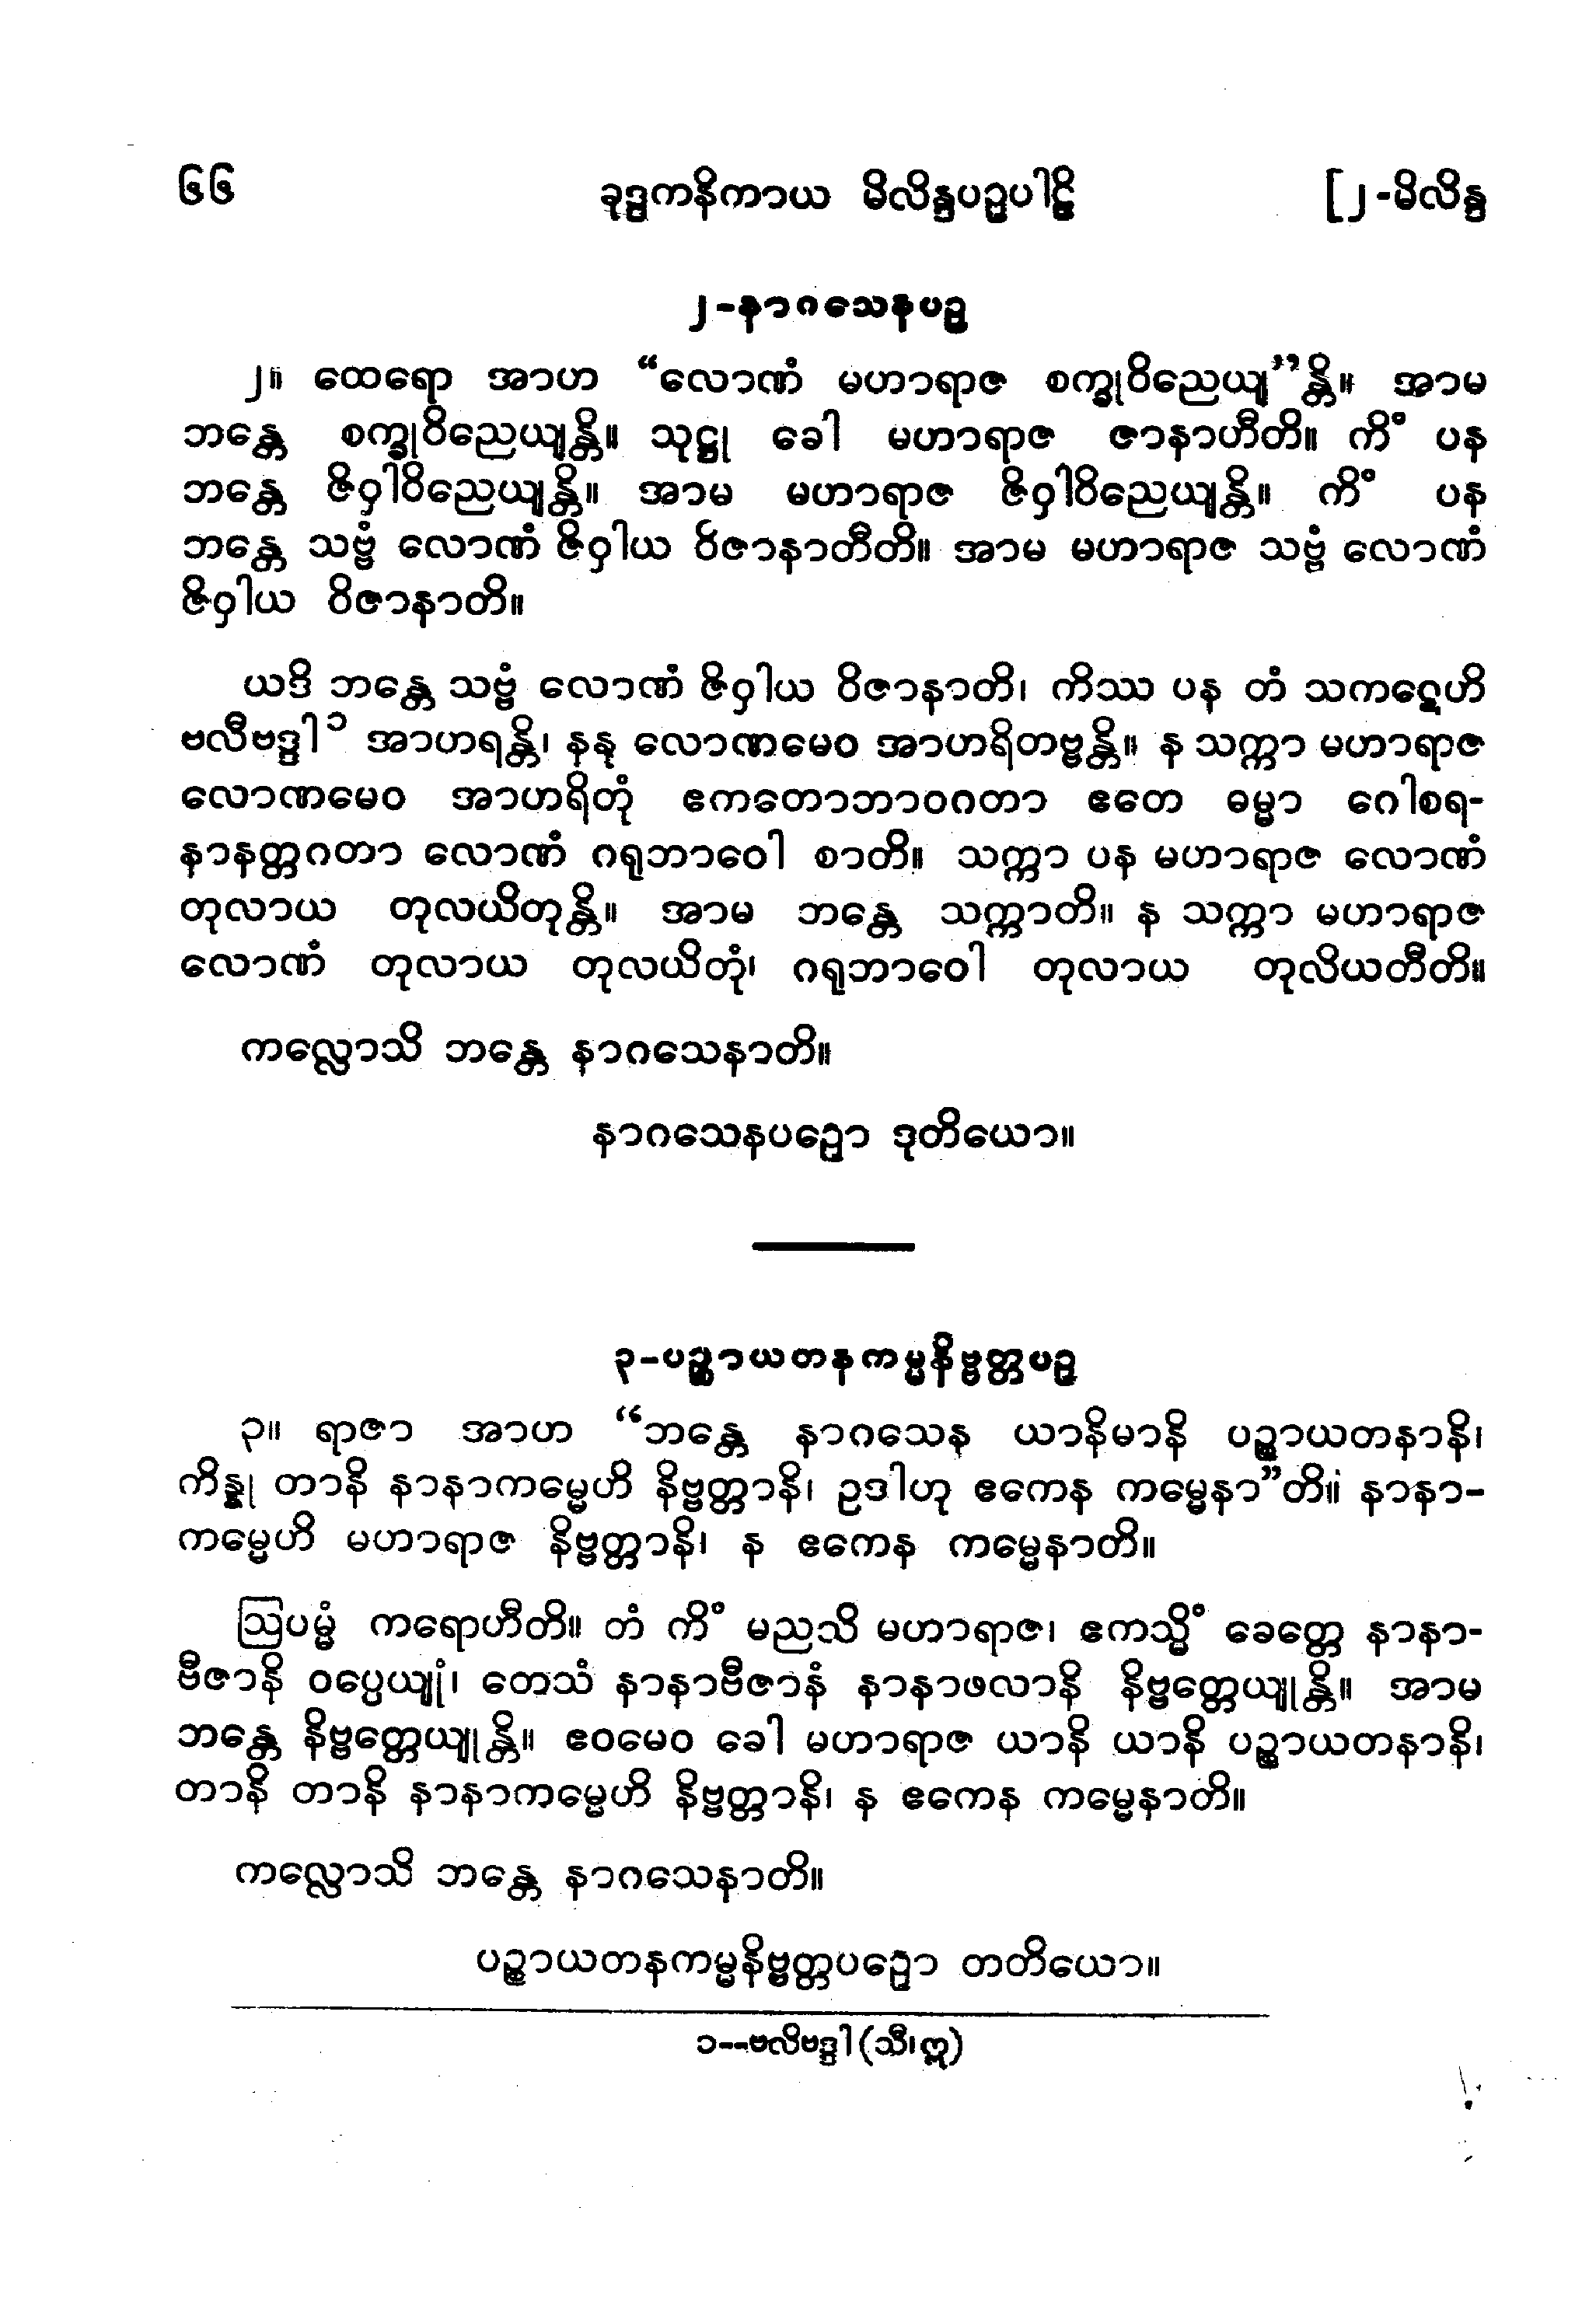 ၆၆ ခုဒ္ဒကနိကာယ မိလိန္ဒပဉှပါဠိ [၂-မိလိန္ဒ
၂-နာဂသေနပဉှ
၂။ ထေရော အာဟ “လောဏံ မဟာရာဇ စက္ခုဝိညေယျ”န္တိ။ အာမ
ဘန္တေ စက္ခုဝိညေယျန္တိ။ သုဋ္ဌု ခေါ မဟာရာဇ ဇာနာဟီတိ။ ကိံ ပန
ဘန္တေ ဇိဝှါဝိညေယျန္တိ။ အာမ မဟာရာဇ ဇိဝှါဝိညေယျန္တိ။ ကိံ ပန
ဘန္တေ သဗ္ဗံ လောဏံ ဇိဝှါယ ဝိဇာနာတီတိ။ အာမ မဟာရာဇ သဗ္ဗံ လောဏံ
ဇိဝှါယ ဝိဇာနာတိ။
ယဒိ ဘန္တေ သဗ္ဗံ လောဏံ ဇိဝှါယ ဝိဇာနာတိ၊ ကိဿ ပန တံ သကဋေဟိ
ဗလီဗဒ္ဒါ ၁ အာဟရန္တိ၊ နနု လောဏမေဝ အာဟရိတဗ္ဗန္တိ။ န သက္ကာ မဟာရာဇ
လောဏမေဝ အာဟရိတုံ ဧကတောဘာဝဂတာ ဧတေ ဓမ္မာ ဂေါစရ-
နာနတ္တဂတာ လောဏံ ဂရုဘာဝေါ စာတိ။ သက္ကာ ပန မဟာရာဇ လောဏံ
တုလာယ တုလယိတုန္တိ။ အာမ ဘန္တေ သက္ကာတိ။ န သက္ကာ မဟာရာဇ
လောဏံ တုလာယ တုလယိတုံ၊ ဂရုဘာဝေါ တုလာယ တုလိယတီတိ။
ကလ္လောသိ ဘန္တေ နာဂသေနာတိ။
နာဂသေနပဉှော ဒုတိယော။
၃-ပဉ္စာယတနကမ္မနိဗ္ဗတ္တပဉှ
၃။ ရာဇာ အာဟ “ဘန္တေ နာဂသေန ယာနိမာနိ ပဉ္စာယတနာနိ၊
ကိန္နု တာနိ နာနာကမ္မေဟိ နိဗ္ဗတ္တာနိ၊ ဥဒါဟု ဧကေန ကမ္မေနာ”တိ။ နာနာ-
ကမ္မေဟိ မဟာရာဇ နိဗ္ဗတ္တာနိ၊ န ဧကေန ကမ္မေနာတိ။
ဩပမ္မံ ကရောဟီတိ။ တံ ကိံ မညသိ မဟာရာဇ၊ ဧကသ္မိံ ခေတ္တေ နာနာ-
ဗီဇာနိ ဝပ္ပေယျုံ၊ တေသံ နာနာဗီဇာနံ နာနာဖလာနိ နိဗ္ဗတ္တေယျုန္တိ။ အာမ
ဘန္တေ နိဗ္ဗတ္တေယျုန္တိ။ ဧဝမေဝ ခေါ မဟာရာဇ ယာနိ ယာနိ ပဉ္စာယတနာနိ၊
တာနိ တာနိ နာနာကမ္မေဟိ နိဗ္ဗတ္တာနိ၊ န ဧကေန ကမ္မေနာတိ။
ကလ္လောသိ ဘန္တေ နာဂသေနာတိ။
ပဉ္စာယတနကမ္မနိဗ္ဗတ္တပဉှော တတိယော။
၁--ဗလိဗဒ္ဒါ (သီ၊ဣ)